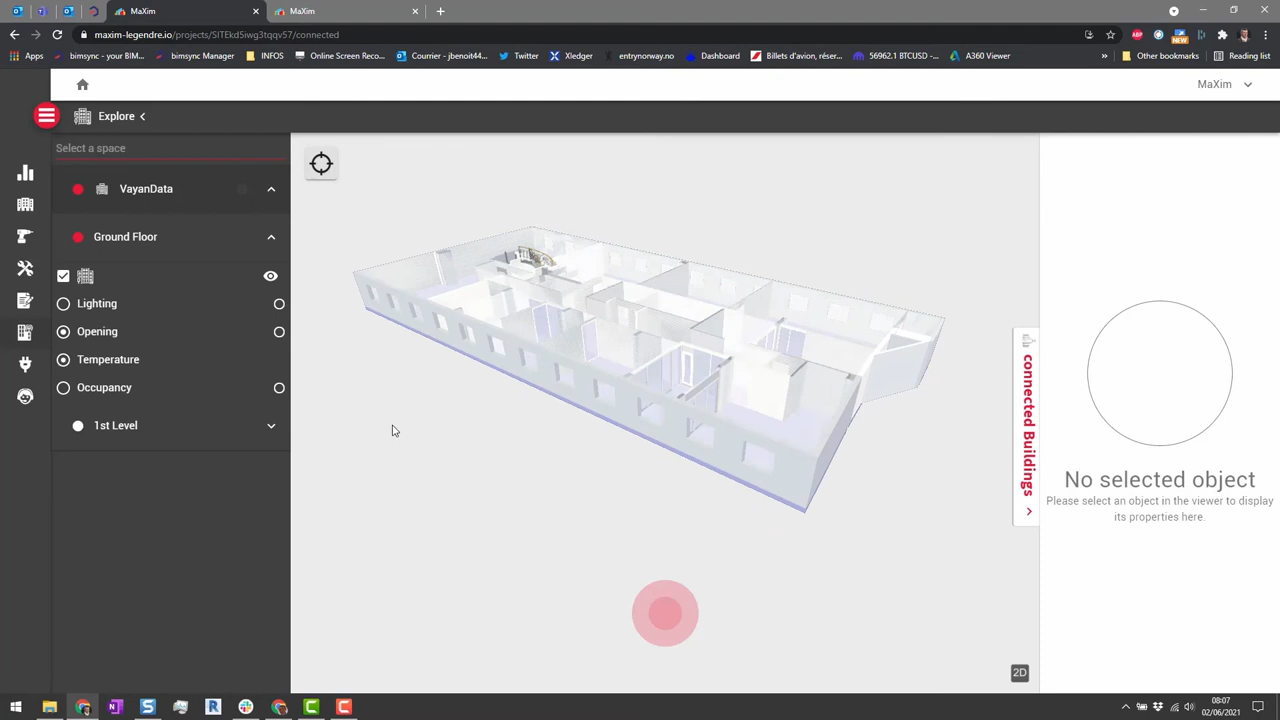 MaXim
MaXim
maxim-legendre.io/projects/SITEkd5iwg3tqqv57/connected
Apps
bimsync - your BIM...
bimsync Manager
INFOS
Online Screen Reco...
Courrier - jbenoit44...
Twitter
Xledger
entrynorway.no
Dashboard
Billets d'avion, réser...
56962.1 BTCUSD -...
A360 Viewer
Other bookmarks
Reading list
ABP
NEW
MaXim
Explore
Select a space
VayanData
Ground Floor
Lighting
Opening
Temperature
Occupancy
1st Level
connected Buildings
No selected object
Please select an object in the viewer to display
its properties here.
2D
08:07
02/06/2021